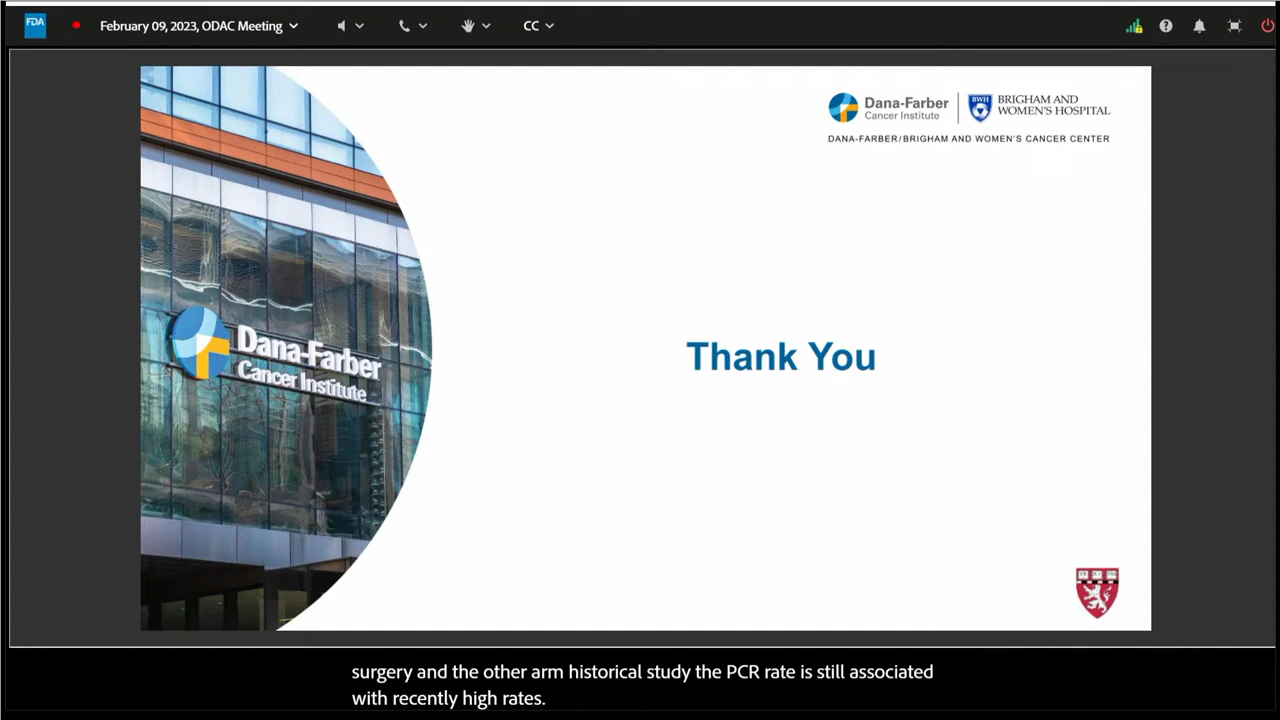 FDA
February 09, 2023, ODAC Meeting
CC
Dana-Farber
Cancer Institute
BWH
BRIGHAM AND
WOMEN'S HOSPITAL
DANA-FARBER/BRIGHAM AND WOMEN'S CANCER CENTER
Dana-Farber
Cancer Institute
Thank You
surgery and the other arm historical study the PCR rate is still associated
with recently high rates.